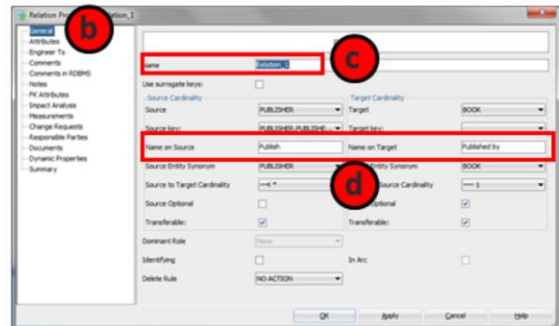 Relation Pro
elation_1
b
General
Attributes
Engineer To
Comments
Comments in RDBMS
Notes
FK Attributes
Impact Analysis
Measurements
Change Requests
Responsible Parties
Documents
Dynamic Properties
Summary
Name Relation_1
c
Use surrogate keys:
Source Cardinality Target Cardinality
Source PUBLISHER Target BOOK
Source key: PUBLISHER.PUBLISHE... Target key:
Name on Source Publish Name on Target Published by
Source Entity Synonym PUBLISHER Entity Synonym BOOK
d
Source to Target Cardinality * Source Cardinality 1
Source Optional Optional
Transferable: Transferable:
Dominant Role None
Identifying In Arc
Delete Rule NO ACTION
OK Apply Cancel Help